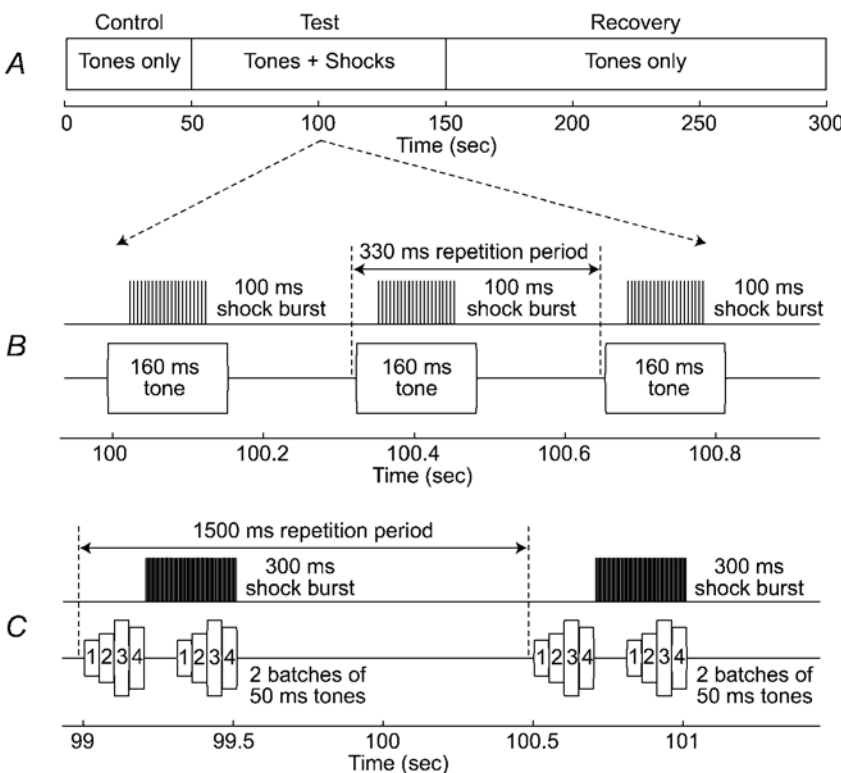 Control Test Recovery
A Tones only Tones + Shocks Tones only
0 50 100 150 200 250 300
Time (sec)
330 ms repetition period
100 ms 100 ms 100 ms
shock burst shock burst shock burst
B
160 ms 160 ms 160 ms
tone tone tone
100 100.2 100.4 100.6 100.8
Time (sec)
1500 ms repetition period
300 ms 300 ms
shock burst shock burst
C
1 2 3 4 1 2 3 4 1 2 3 4 1 2 3 4
2 batches of 2 batches of
50 ms tones 50 ms tones
99 99.5 100 100.5 101
Time (sec)